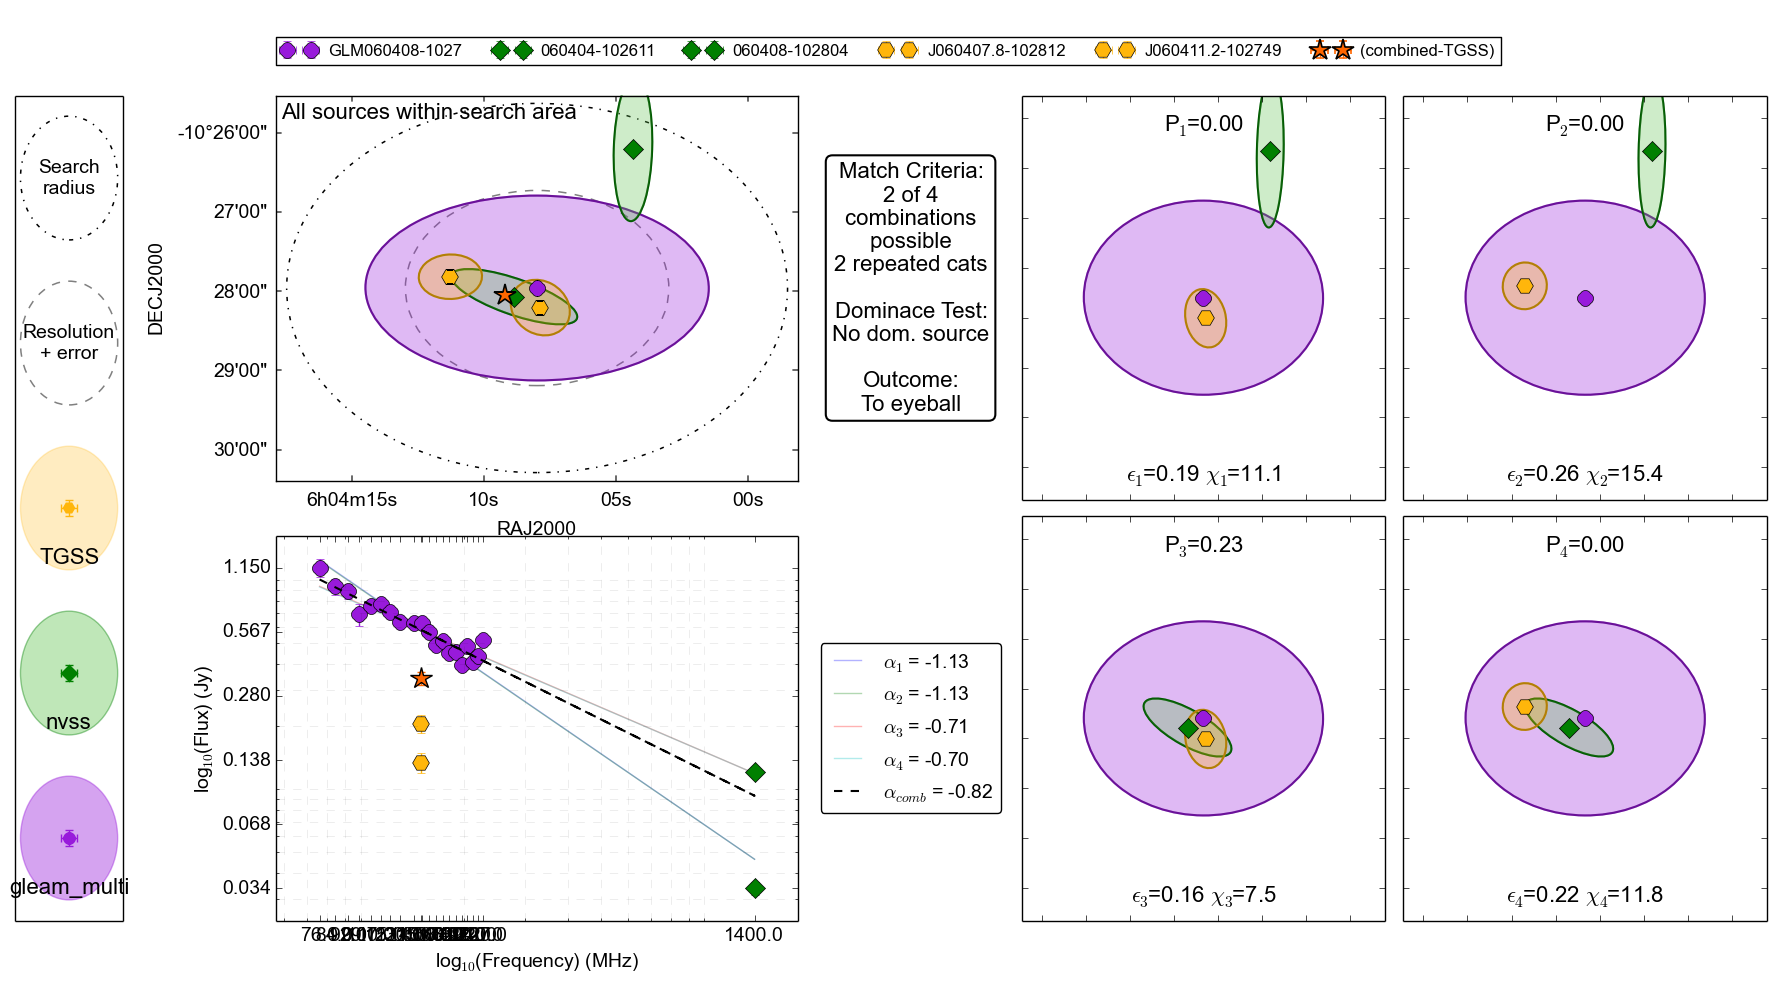 GLM060408-1027 060404-102611 060408-102804 J060407.8-102812 J060411.2-102749 (combined-TGSS)
Search
radius
Resolution
+ error
TGSS
nvss
gleam_multi
All sources within search area
DECJ2000
-10°26'00"
27'00"
28'00"
29'00"
30'00"
6h04m15s 10s 05s 00s
RAJ2000
Match Criteria:
2 of 4
combinations
possible
2 repeated cats
Dominace Test:
No dom. source
Outcome:
To eyeball
P1=0.00
ϵ1=0.19 χ1=11.1
P2=0.00
ϵ2=0.26 χ2=15.4
P3=0.23
ϵ3=0.16 χ3=7.5
P4=0.00
ϵ4=0.22 χ4=11.8
log10(Flux) (Jy)
1.150
0.567
0.280
0.138
0.068
0.034
1400.0
log10(Frequency) (MHz)
α1 = -1.13
α2 = -1.13
α3 = -0.71
α4 = -0.70
αcomb = -0.82